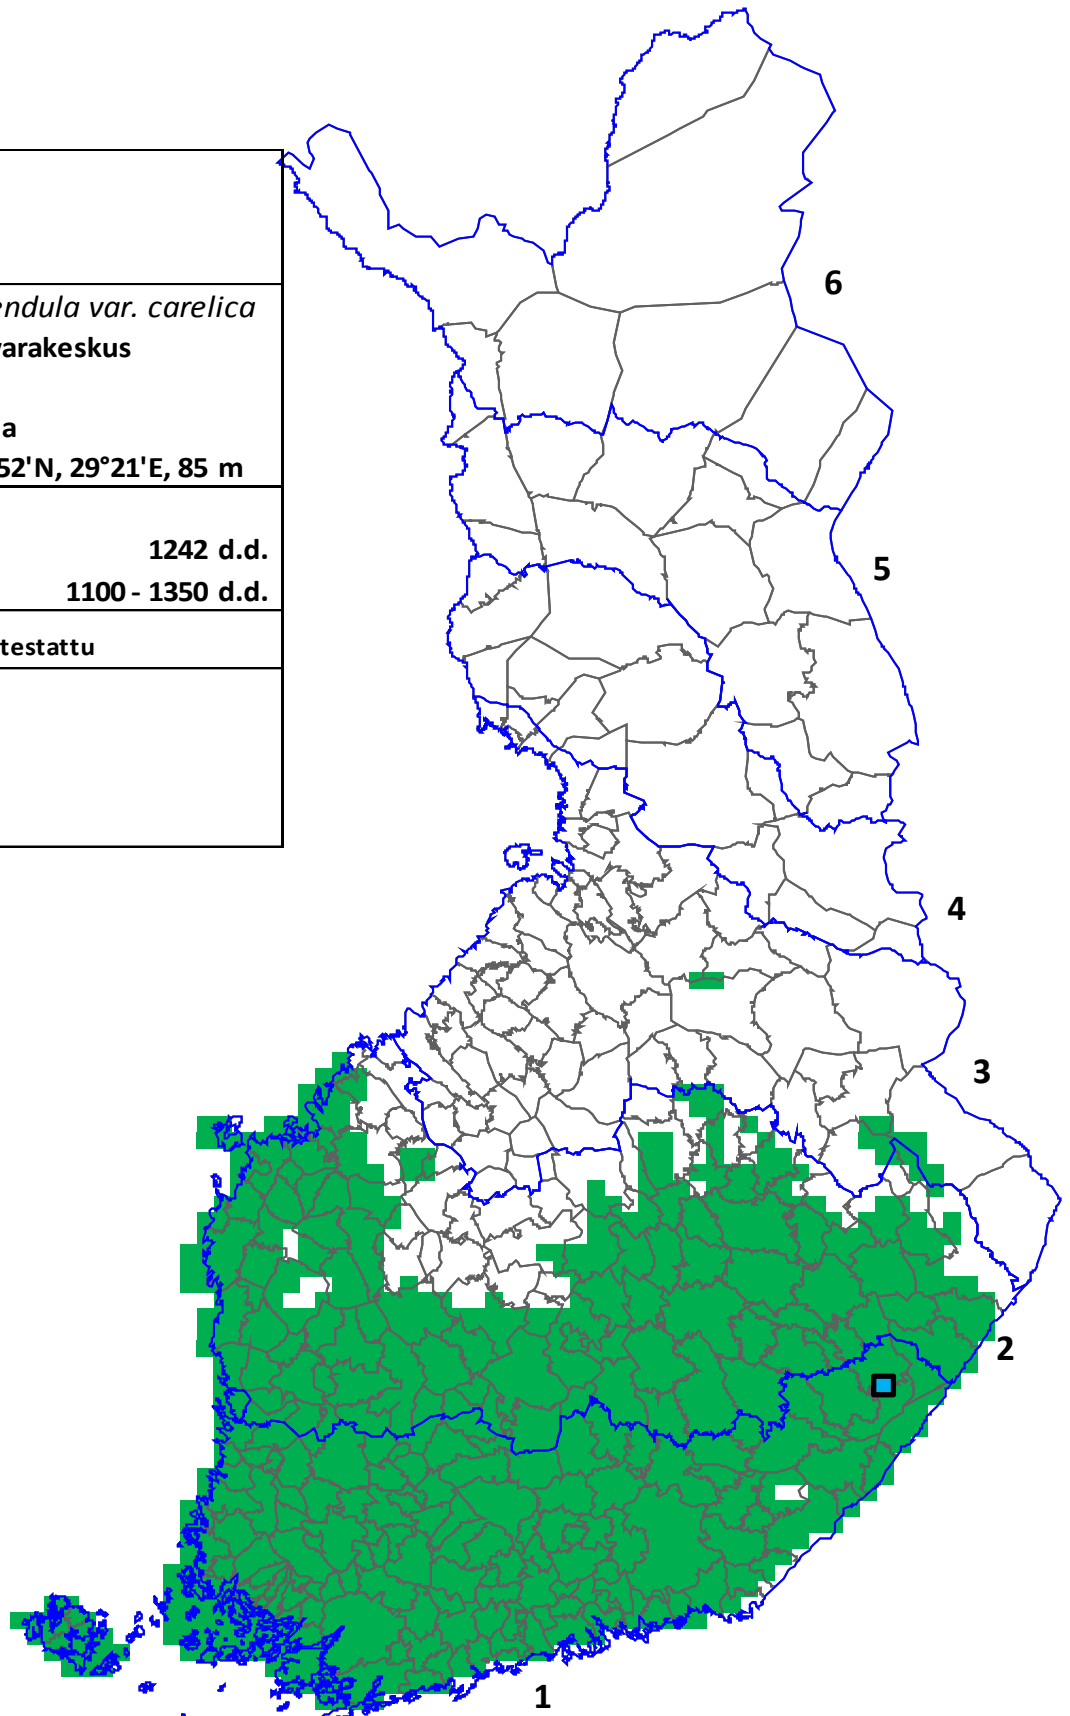 endula var. carelica
varakeskus
a
52'N, 29°21'E, 85 m
1242 d.d.
1100 - 1350 d.d.
testattu
6
5
4
3
2
1